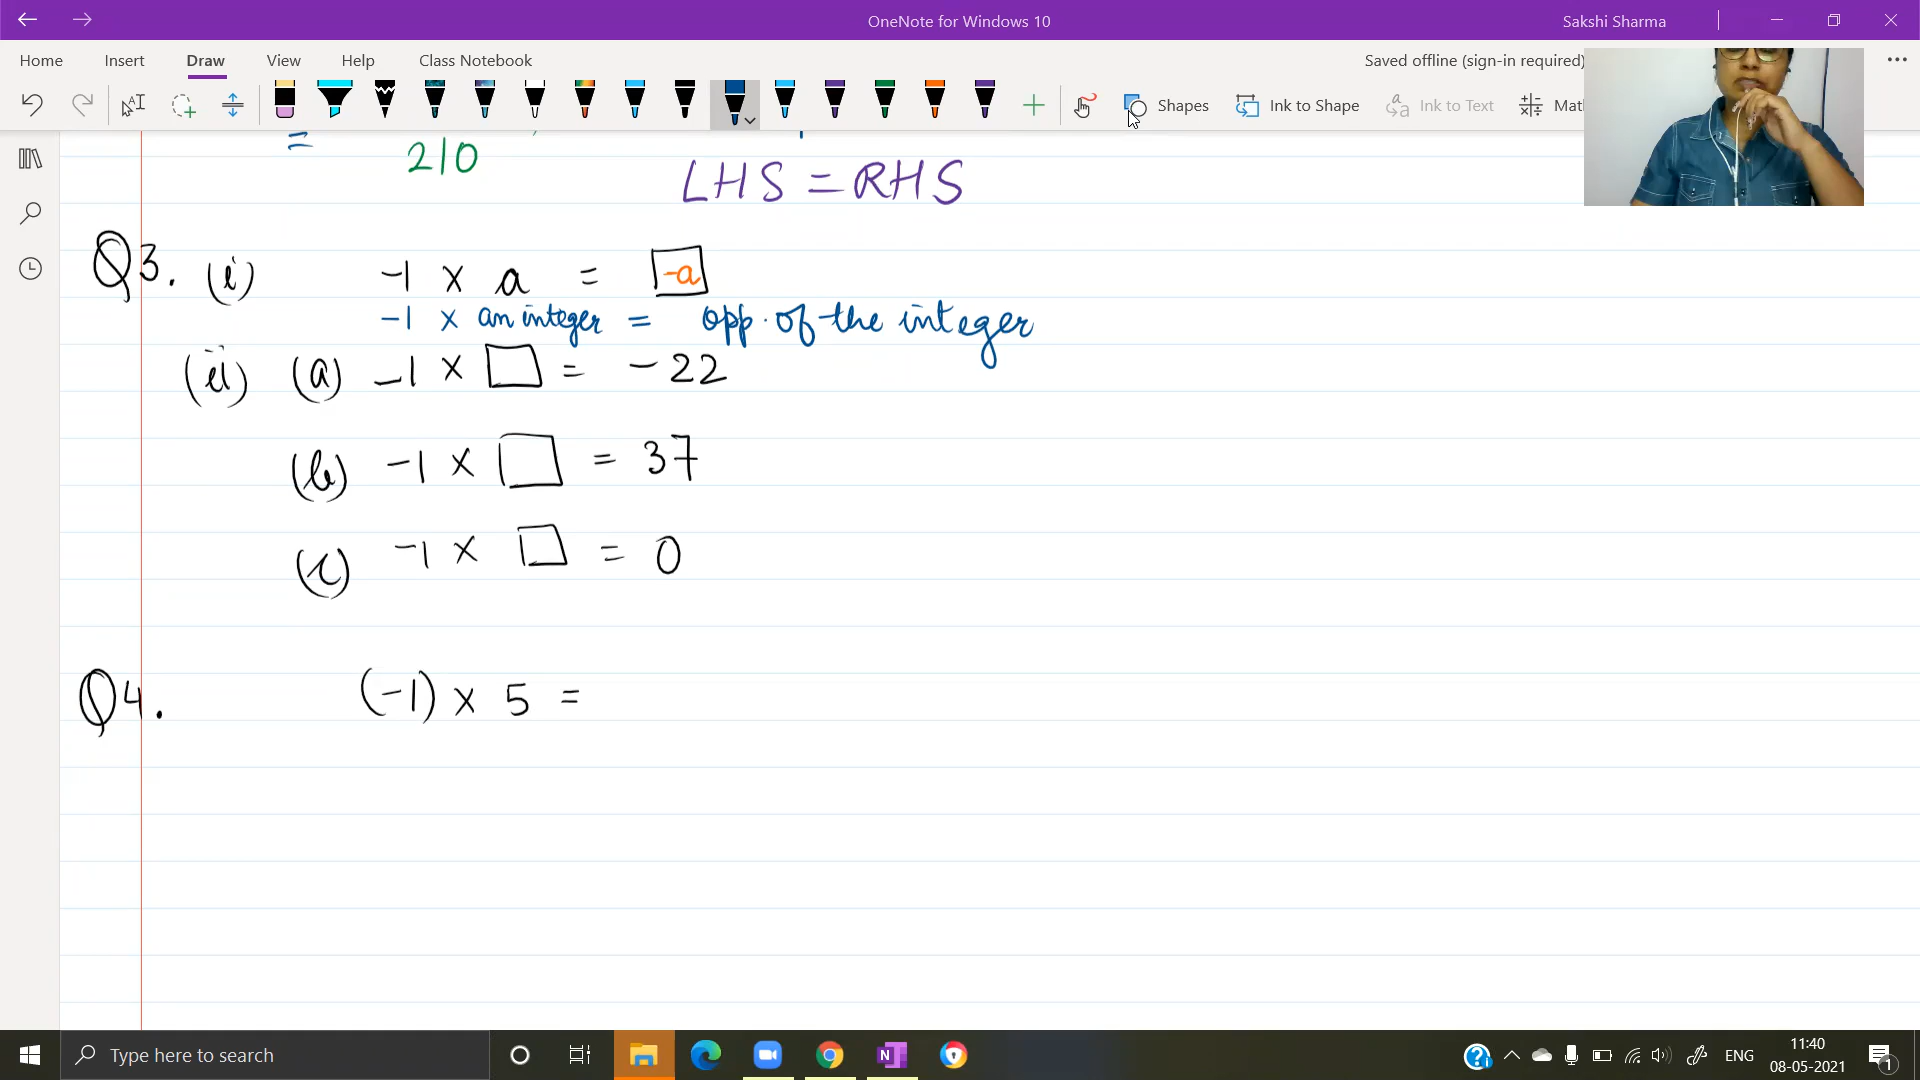 OneNote for Windows 10
Sakshi Sharma
Home Insert Draw View Help Class Notebook
Saved offline (sign-in required)
Shapes Ink to Shape Ink to Text
= 210
LHS = RHS
Q3. (i) -1 × a = -a
-1 × an integer = opp. of the integer
(ii) (a) -1 × □ = -22
(b) -1 × □ = 37
(c) -1 × □ = 0
Q4. (-1) × 5 =
Type here to search
ENG
11:40
08-05-2021
1